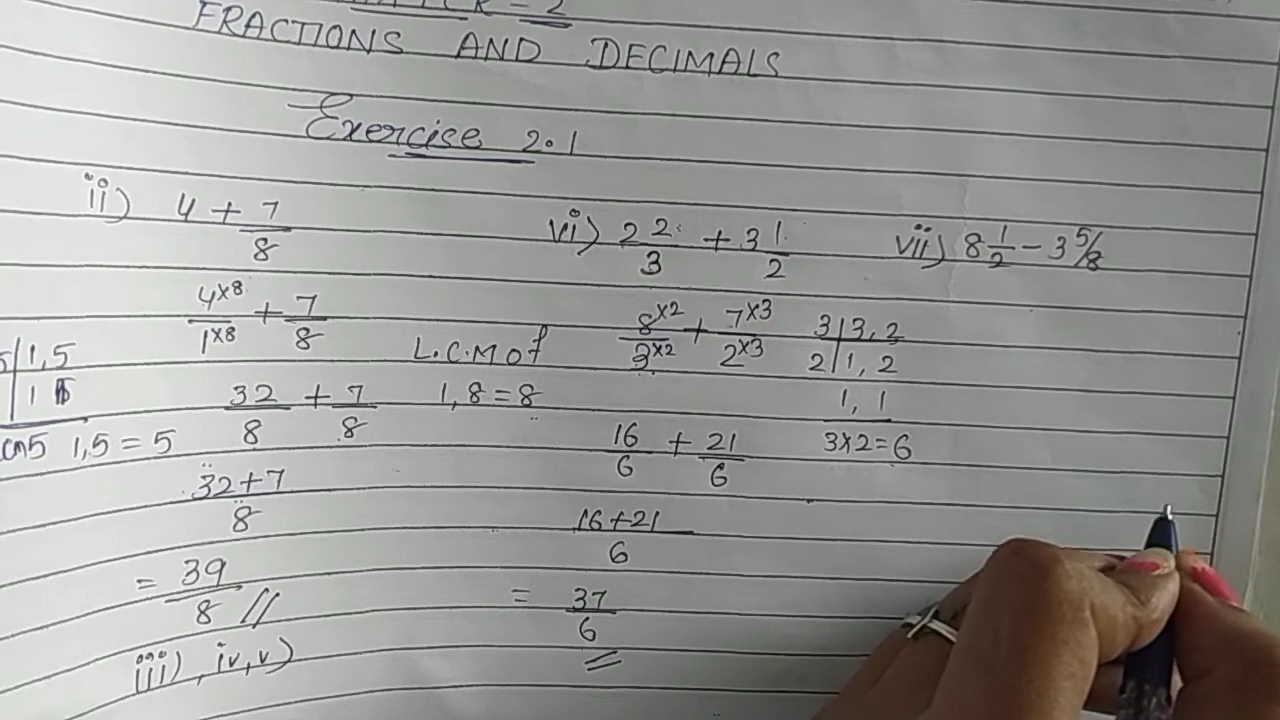 FRACTIONS AND DECIMALS
Exercise 2.1
ii) 4 + 7/8
4×8/1×8 + 7/8
L.C.M of
1, 8 = 8
32/8 + 7/8
32+7/8
= 39/8 //
iii), iv, v)
1, 5
1
1,5 = 5
vi) 2 2/3 + 3 1/2
8×2/3×2 + 7×3/2×3
3 | 3, 2
2 | 1, 2
1, 1
3×2=6
16/6 + 21/6
16+21/6
= 37/6
vii) 8 1/2 - 3 5/8